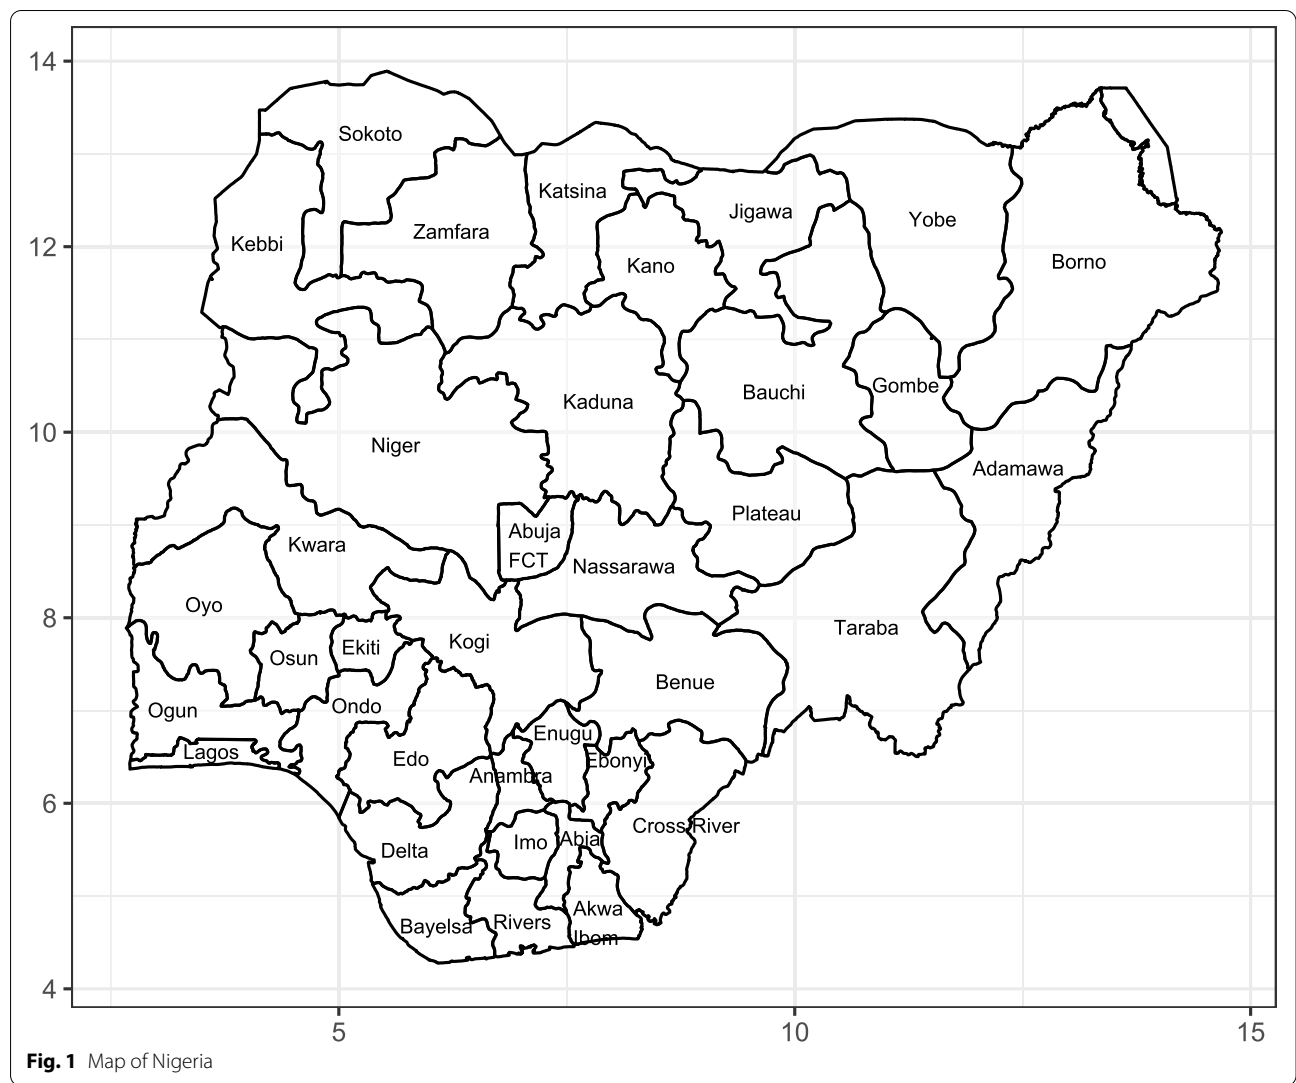 14
Sokoto
Katsina
Jigawa
Yobe
Zamfara
Kebbi
12
Kano
Borno
Gombe
Bauchi
Kaduna
10
Niger
Adamawa
Plateau
Abuja
FCT
Kwara
Nassarawa
Oyo
8
Taraba
Kogi
Ekiti
Osun
Benue
Ondo
Ogun
Enugu
Lagos
Edo
Ebonyi
Anambra
6
Cross River
Imo
Abia
Delta
Akwa
Ibom
Rivers
Bayelsa
4
5
10
15
Fig. 1 Map of Nigeria